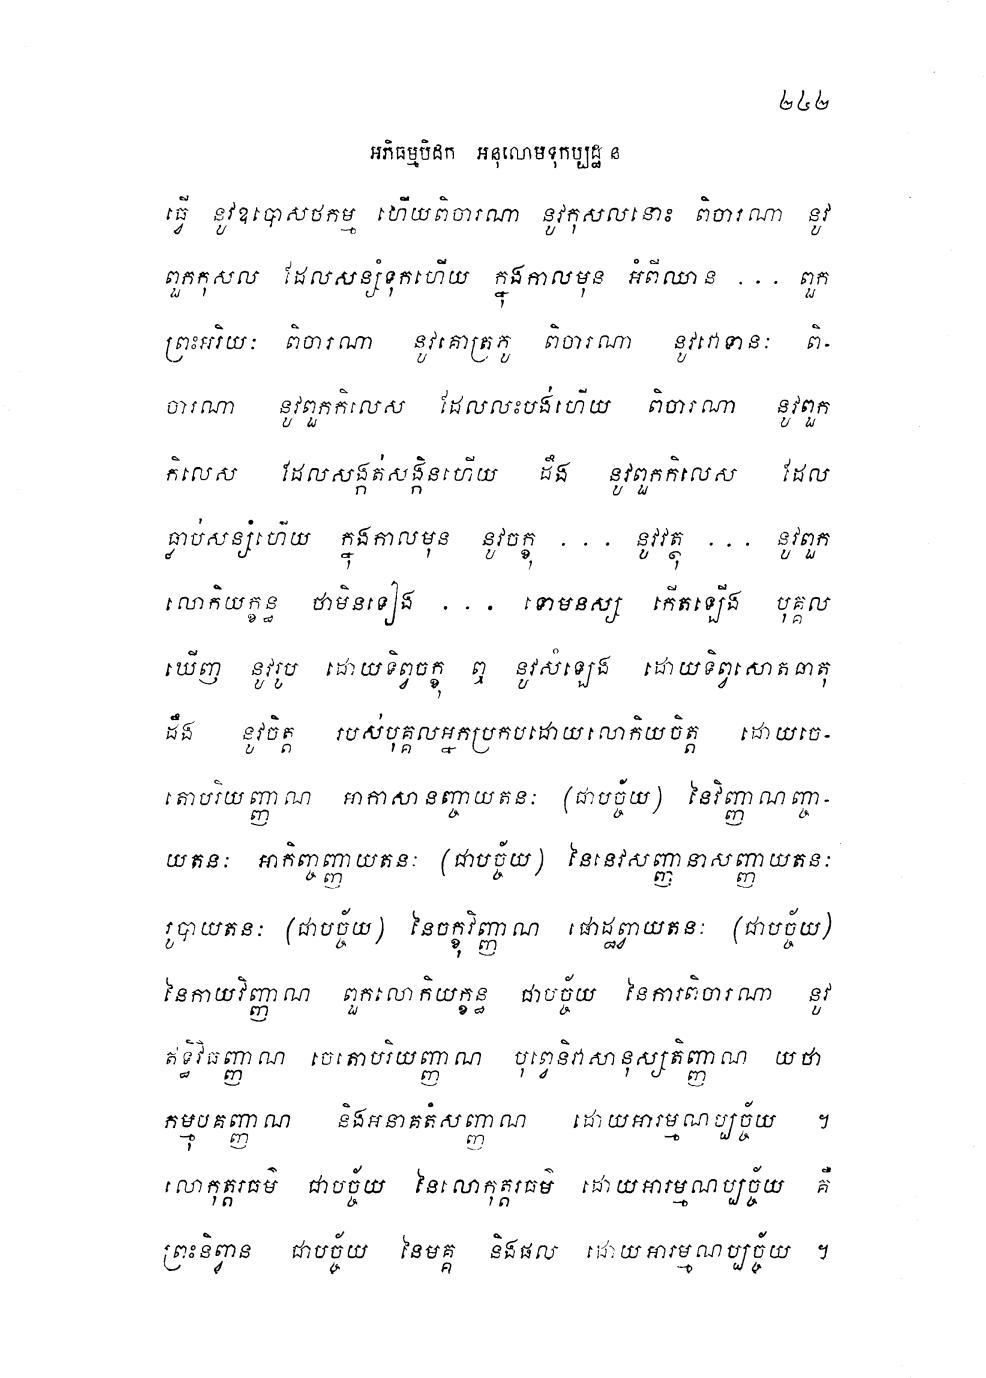 ២៤២
អភិធម្មបិដក អនុលោមទុកប្បដ្ឋាន
ធ្វើ នូវឧបោសថកម្ម ហើយពិចារណា នូវកុសលនោះ ពិចារណា នូវ
ពួកកុសល ដែលសន្សំទុកហើយ ក្នុងកាលមុន អំពីឈាន ... ពួក
ព្រះអរិយៈ ពិចារណា នូវគោត្រភូ ពិចារណា នូវវោទានៈ ពិ-
ចារណា នូវពួកកិលេស ដែលលះបង់ហើយ ពិចារណា នូវពួក
កិលេស ដែលសង្កត់សង្កិនហើយ ដឹង នូវពួកកិលេស ដែល
ធ្លាប់សន្សំហើយ ក្នុងកាលមុន នូវចក្ខុ ... នូវវត្ថុ ... នូវពួក
លោកិយក្ខន្ធ ថាមិនទៀង ... ទោមនស្ស កើតឡើង បុគ្គល
ឃើញ នូវរូប ដោយទិព្វចក្ខុ ឮ នូវសំឡេង ដោយទិព្វសោតធាតុ
ដឹង នូវចិត្ត របស់បុគ្គលអ្នកប្រកបដោយលោកិយចិត្ត ដោយចេ-
តោបរិយញ្ញាណ អាកាសានញ្ចាយតនៈ (ជាបច្ច័យ) នៃវិញ្ញាណញ្ចា-
យតនៈ អាកិញ្ចញ្ញាយតនៈ (ជាបច្ច័យ) នៃនេវសញ្ញានាសញ្ញាយតនៈ
រូបាយតនៈ (ជាបច្ច័យ) នៃចក្ខុវិញ្ញាណ ផោដ្ឋព្វាយតនៈ (ជាបច្ច័យ)
នៃកាយវិញ្ញាណ ពួកលោកិយក្ខន្ធ ជាបច្ច័យ នៃការពិចារណា នូវ
ឥទ្ធិវិធញ្ញាណ ចេតោបរិយញ្ញាណ បុព្វេនិវាសានុស្សតិញ្ញាណ យថា
កម្មុបគញ្ញាណ និងអនាគតំសញ្ញាណ ដោយអារម្មណប្បច្ច័យ ។
លោកុត្តរធម៌ ជាបច្ច័យ នៃលោកុត្តរធម៌ ដោយអារម្មណប្បច្ច័យ គឺ
ព្រះនិព្វាន ជាបច្ច័យ នៃមគ្គ និងផល ដោយអារម្មណប្បច្ច័យ ។